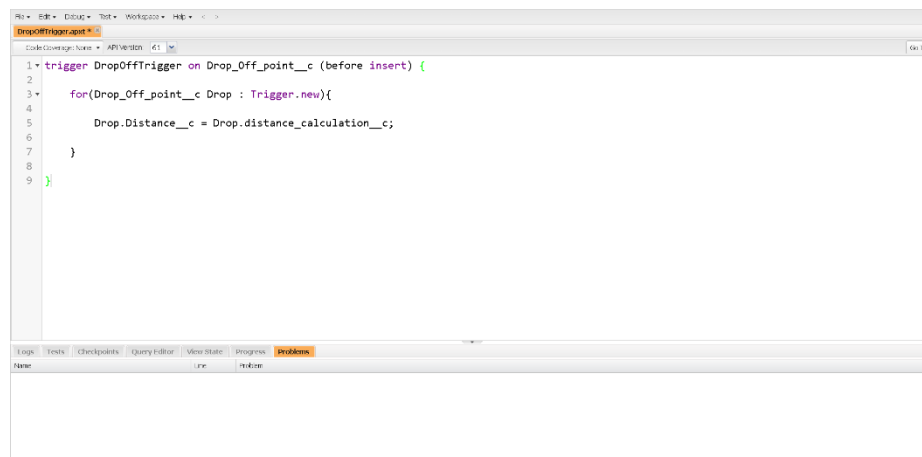 File Edit Debug Test Workspace Help < >
DropOffTrigger.apxt *
Code Coverage: None API Version: 61 Go T
1 trigger DropOffTrigger on Drop_Off_point__c (before insert) {
2
3 for(Drop_Off_point__c Drop : Trigger.new){
4
5 Drop.Distance__c = Drop.distance_calculation__c;
6
7 }
8
9 }
Logs Tests Checkpoints Query Editor View State Progress Problems
Name Line Problem